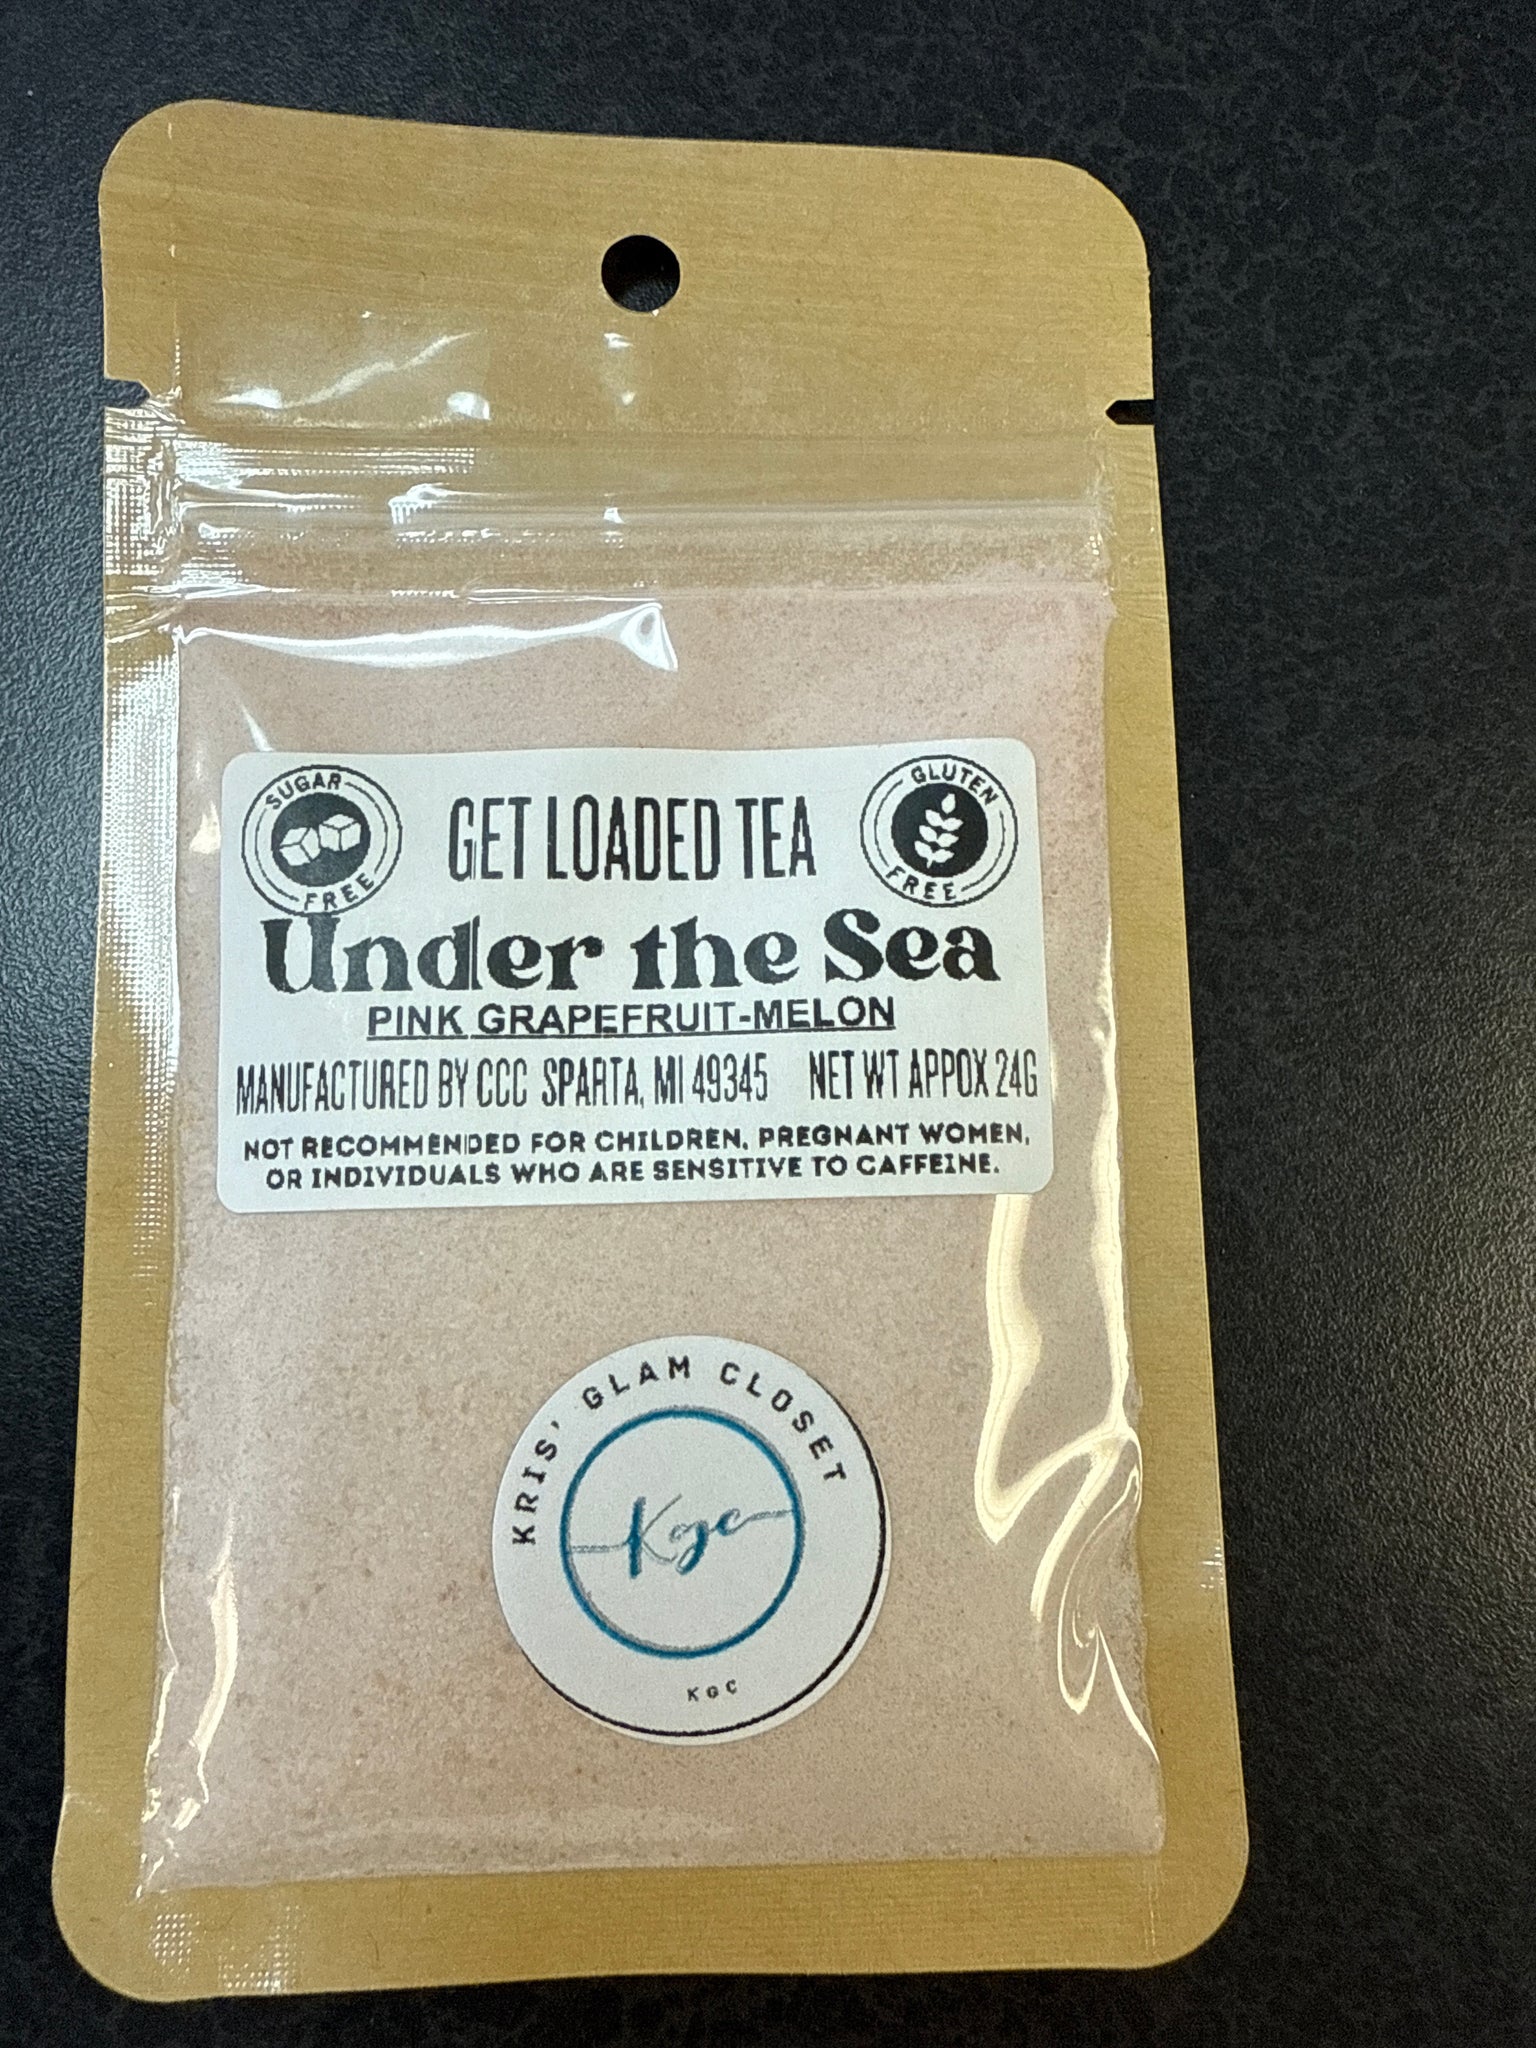 SUGAR FREE
GET LOADED TEA
GLUTEN FREE
Under the Sea
PINK GRAPEFRUIT-MELON
MANUFACTURED BY CCC SPARTA, MI 49345 NET WT APPOX 24G
NOT RECOMMENDED FOR CHILDREN, PREGNANT WOMEN,
OR INDIVIDUALS WHO ARE SENSITIVE TO CAFFEINE.
KRIS' GLAM CLOSET
Kgc
KGC